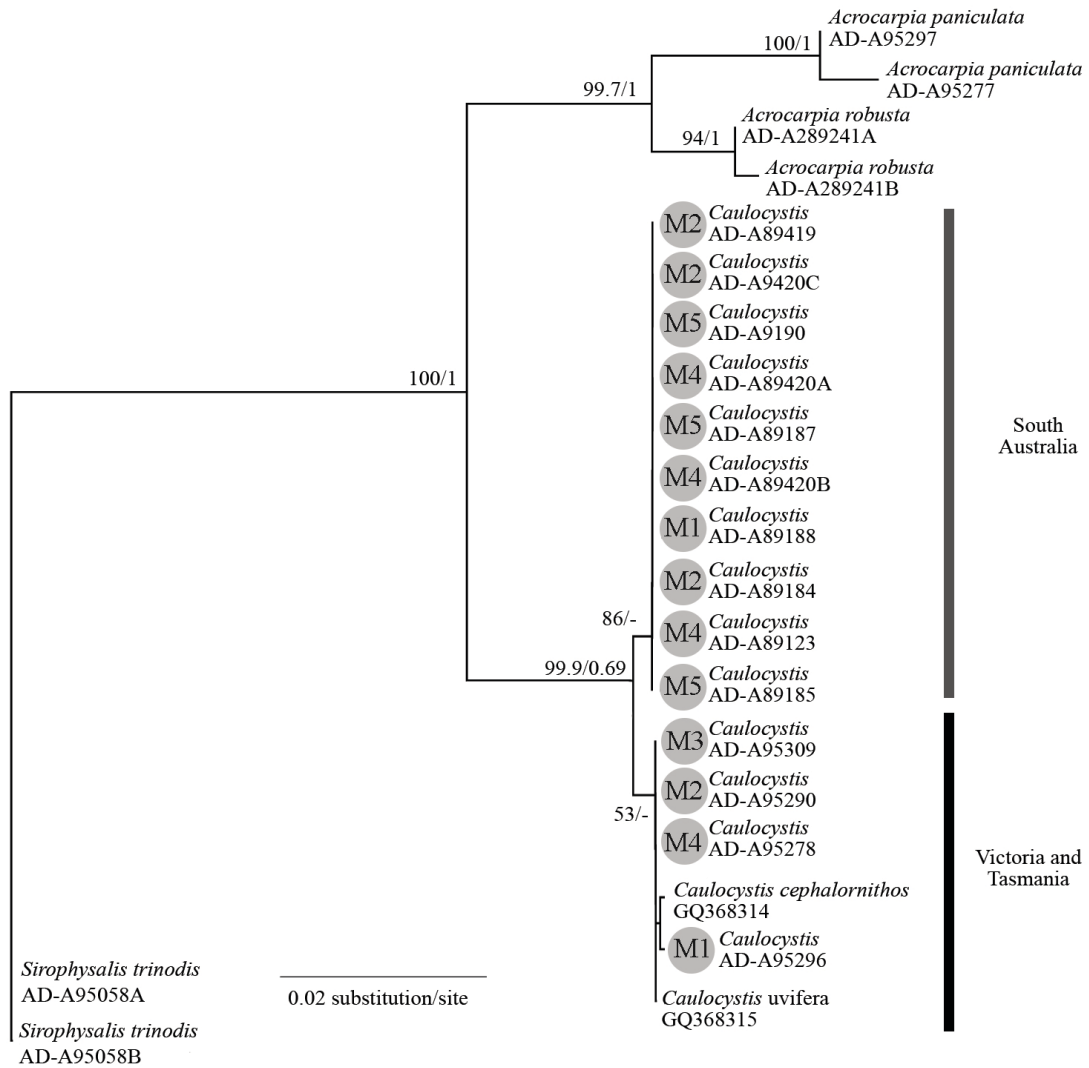 Acrocarpia paniculata
AD-A95297
100/1
Acrocarpia paniculata
AD-A95277
99.7/1
Acrocarpia robusta
AD-A289241A
94/1
Acrocarpia robusta
AD-A289241B
M2 Caulocystis
AD-A89419
M2 Caulocystis
AD-A9420C
M5 Caulocystis
AD-A9190
M4 Caulocystis
AD-A89420A
100/1
M5 Caulocystis
AD-A89187
South
Australia
M4 Caulocystis
AD-A89420B
M1 Caulocystis
AD-A89188
M2 Caulocystis
AD-A89184
86/-
M4 Caulocystis
AD-A89123
99.9/0.69
M5 Caulocystis
AD-A89185
M3 Caulocystis
AD-A95309
M2 Caulocystis
AD-A95290
53/-
M4 Caulocystis
AD-A95278
Victoria and
Tasmania
Caulocystis cephalornithos
GQ368314
M1 Caulocystis
AD-A95296
Sirophysalis trinodis
AD-A95058A
0.02 substitution/site
Caulocystis uvifera
GQ368315
Sirophysalis trinodis
AD-A95058B